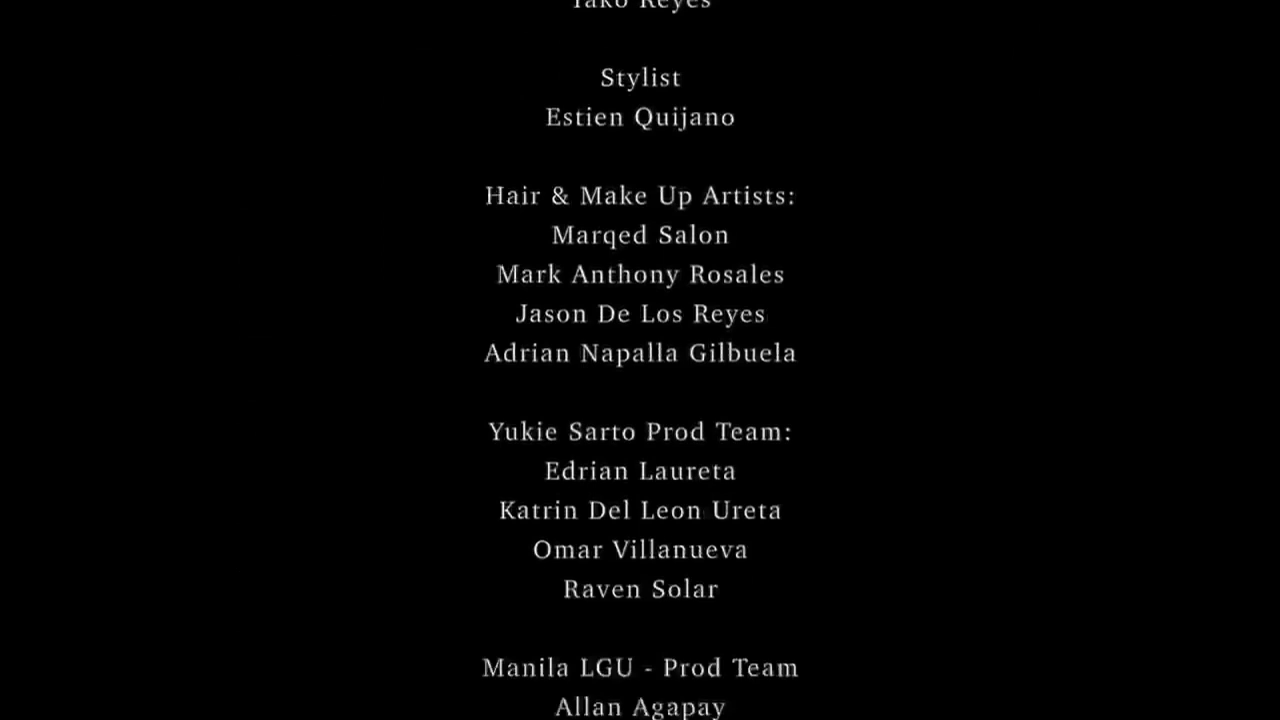 Reyes
Stylist
Estien Quijano
Hair & Make Up Artists:
Marqed Salon
Mark Anthony Rosales
Jason De Los Reyes
Adrian Napalla Gilbuela
Yukie Sarto Prod Team:
Edrian Laureta
Katrin Del Leon Ureta
Omar Villanueva
Raven Solar
Manila LGU - Prod Team
Allan Agapay